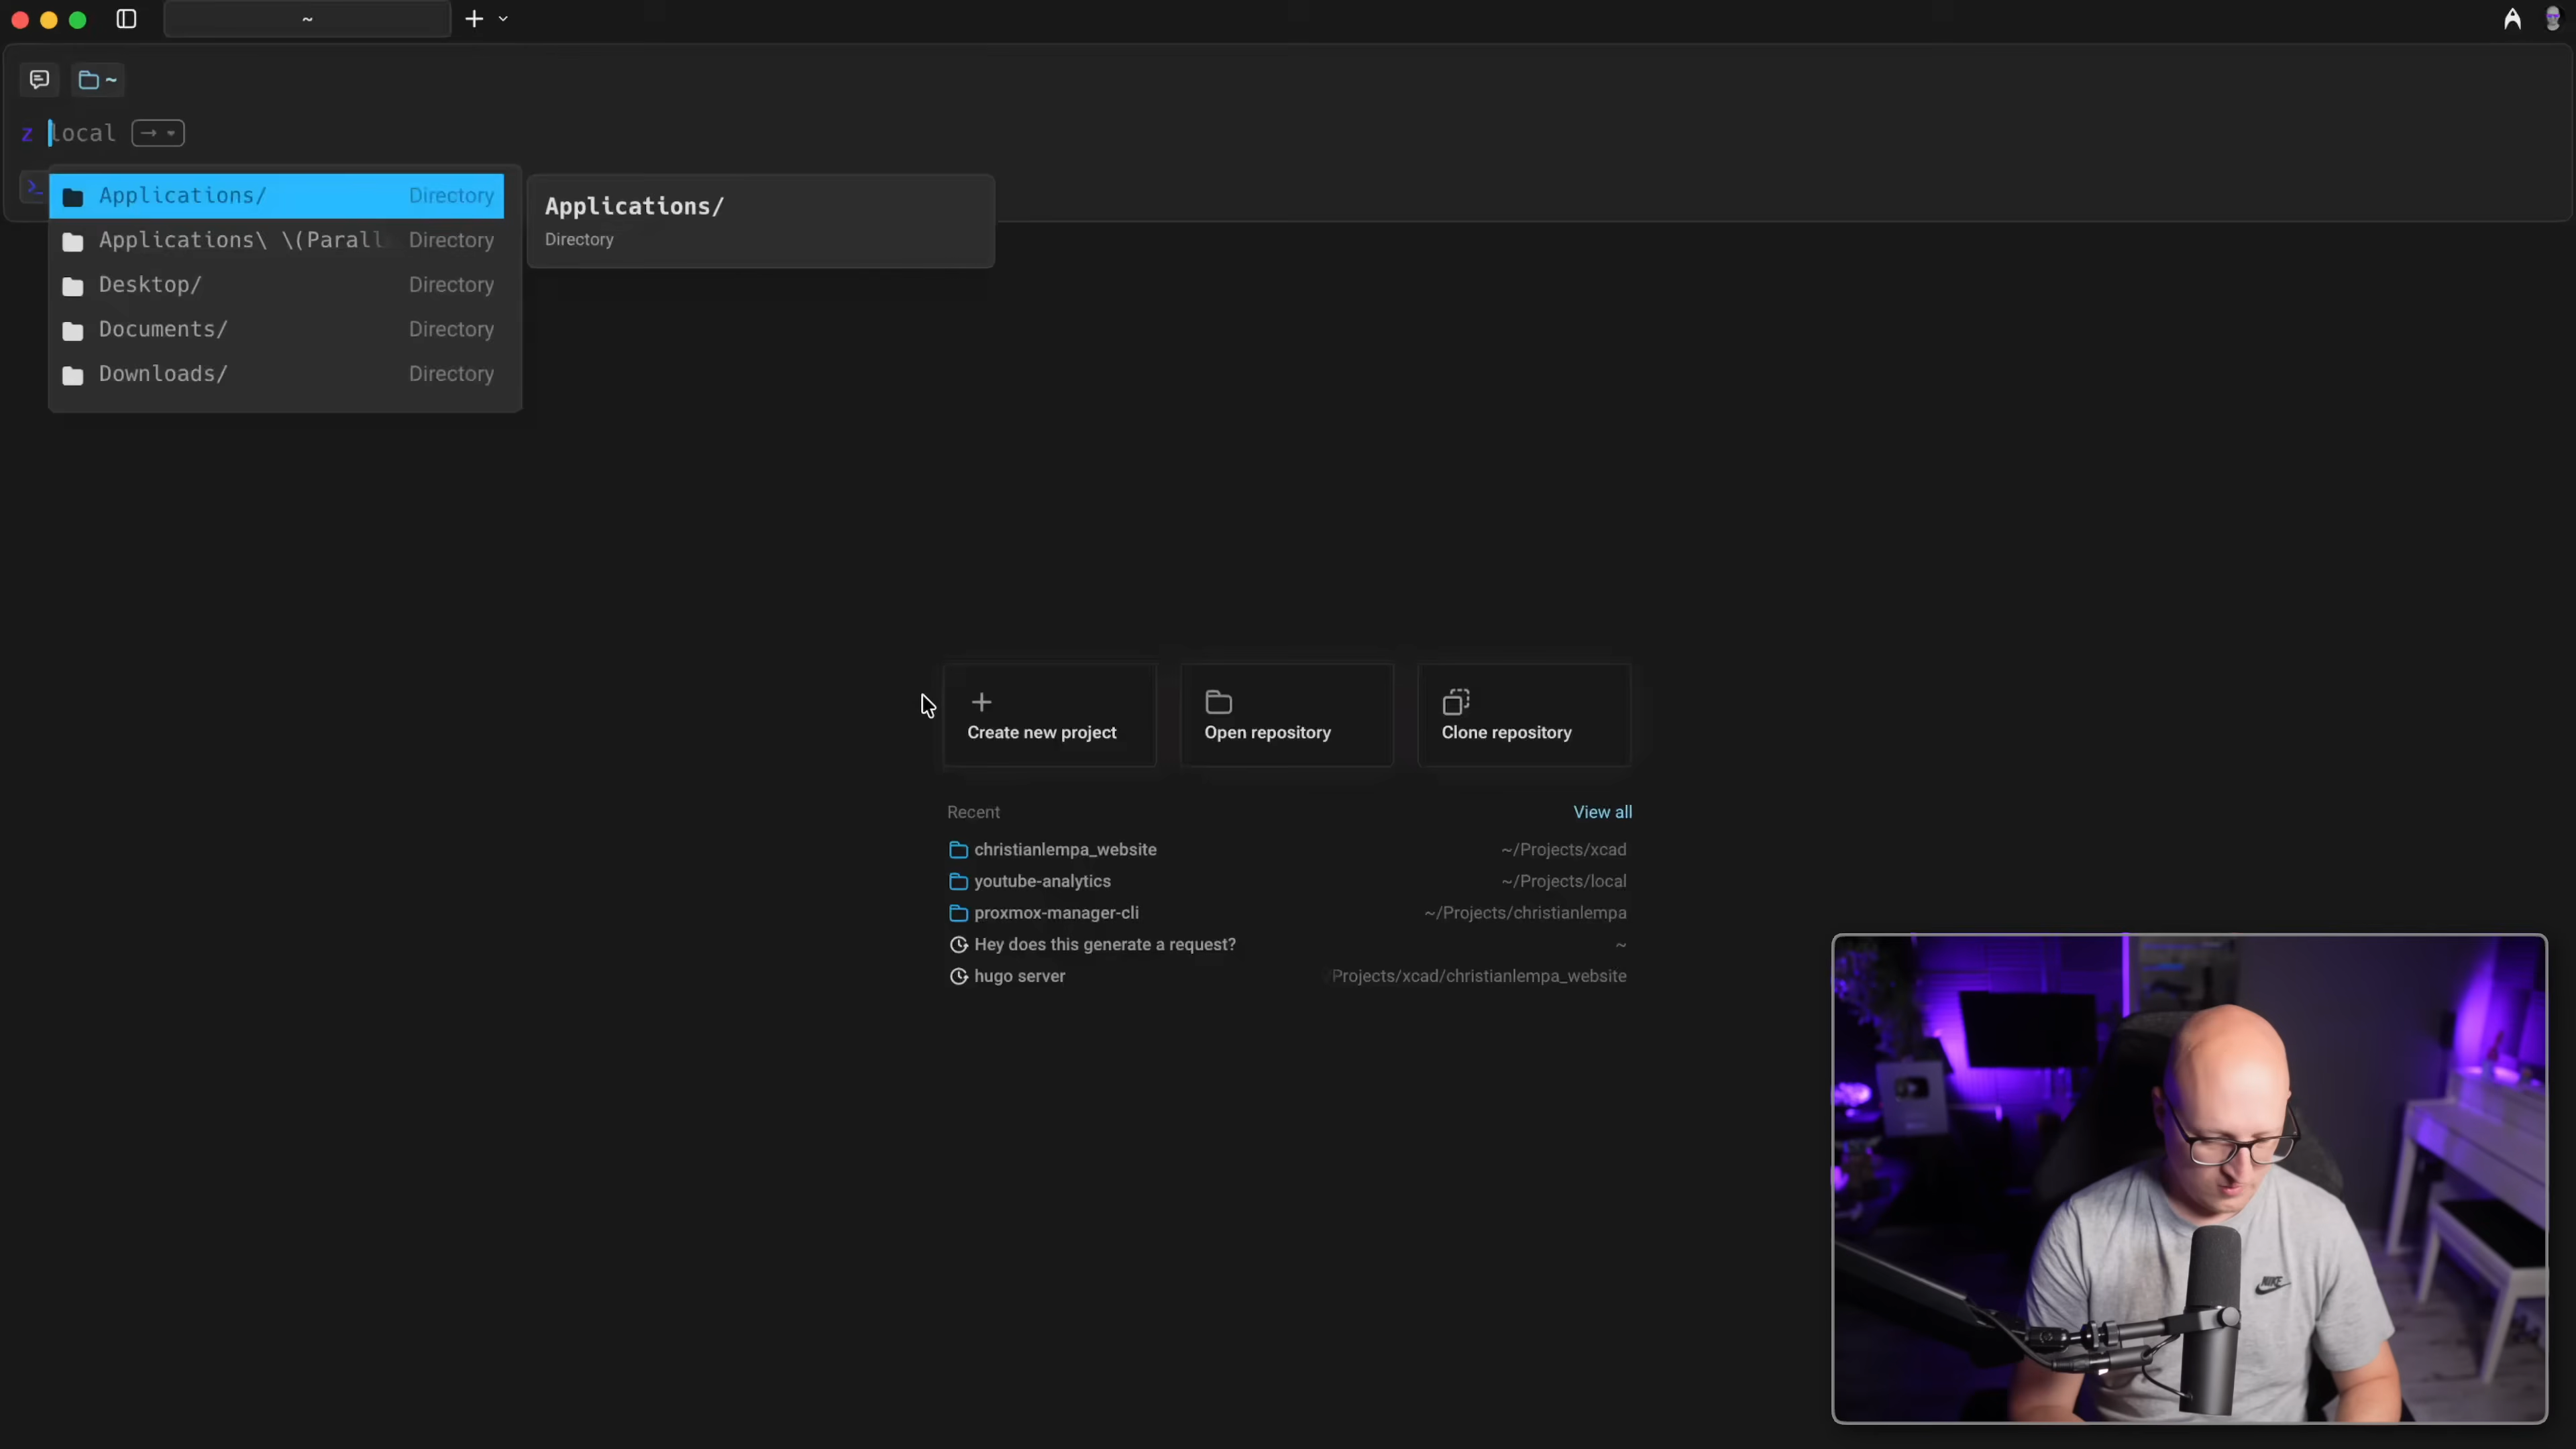 ~
~
z local
Applications/ Directory
Applications\ \(Parall Directory
Desktop/ Directory
Documents/ Directory
Downloads/ Directory
Applications/
Directory
Create new project
Open repository
Clone repository
Recent View all
christianlempa_website ~/Projects/xcad
youtube-analytics ~/Projects/local
proxmox-manager-cli ~/Projects/christianlempa
Hey does this generate a request? ~
hugo server Projects/xcad/christianlempa_website
NIKE